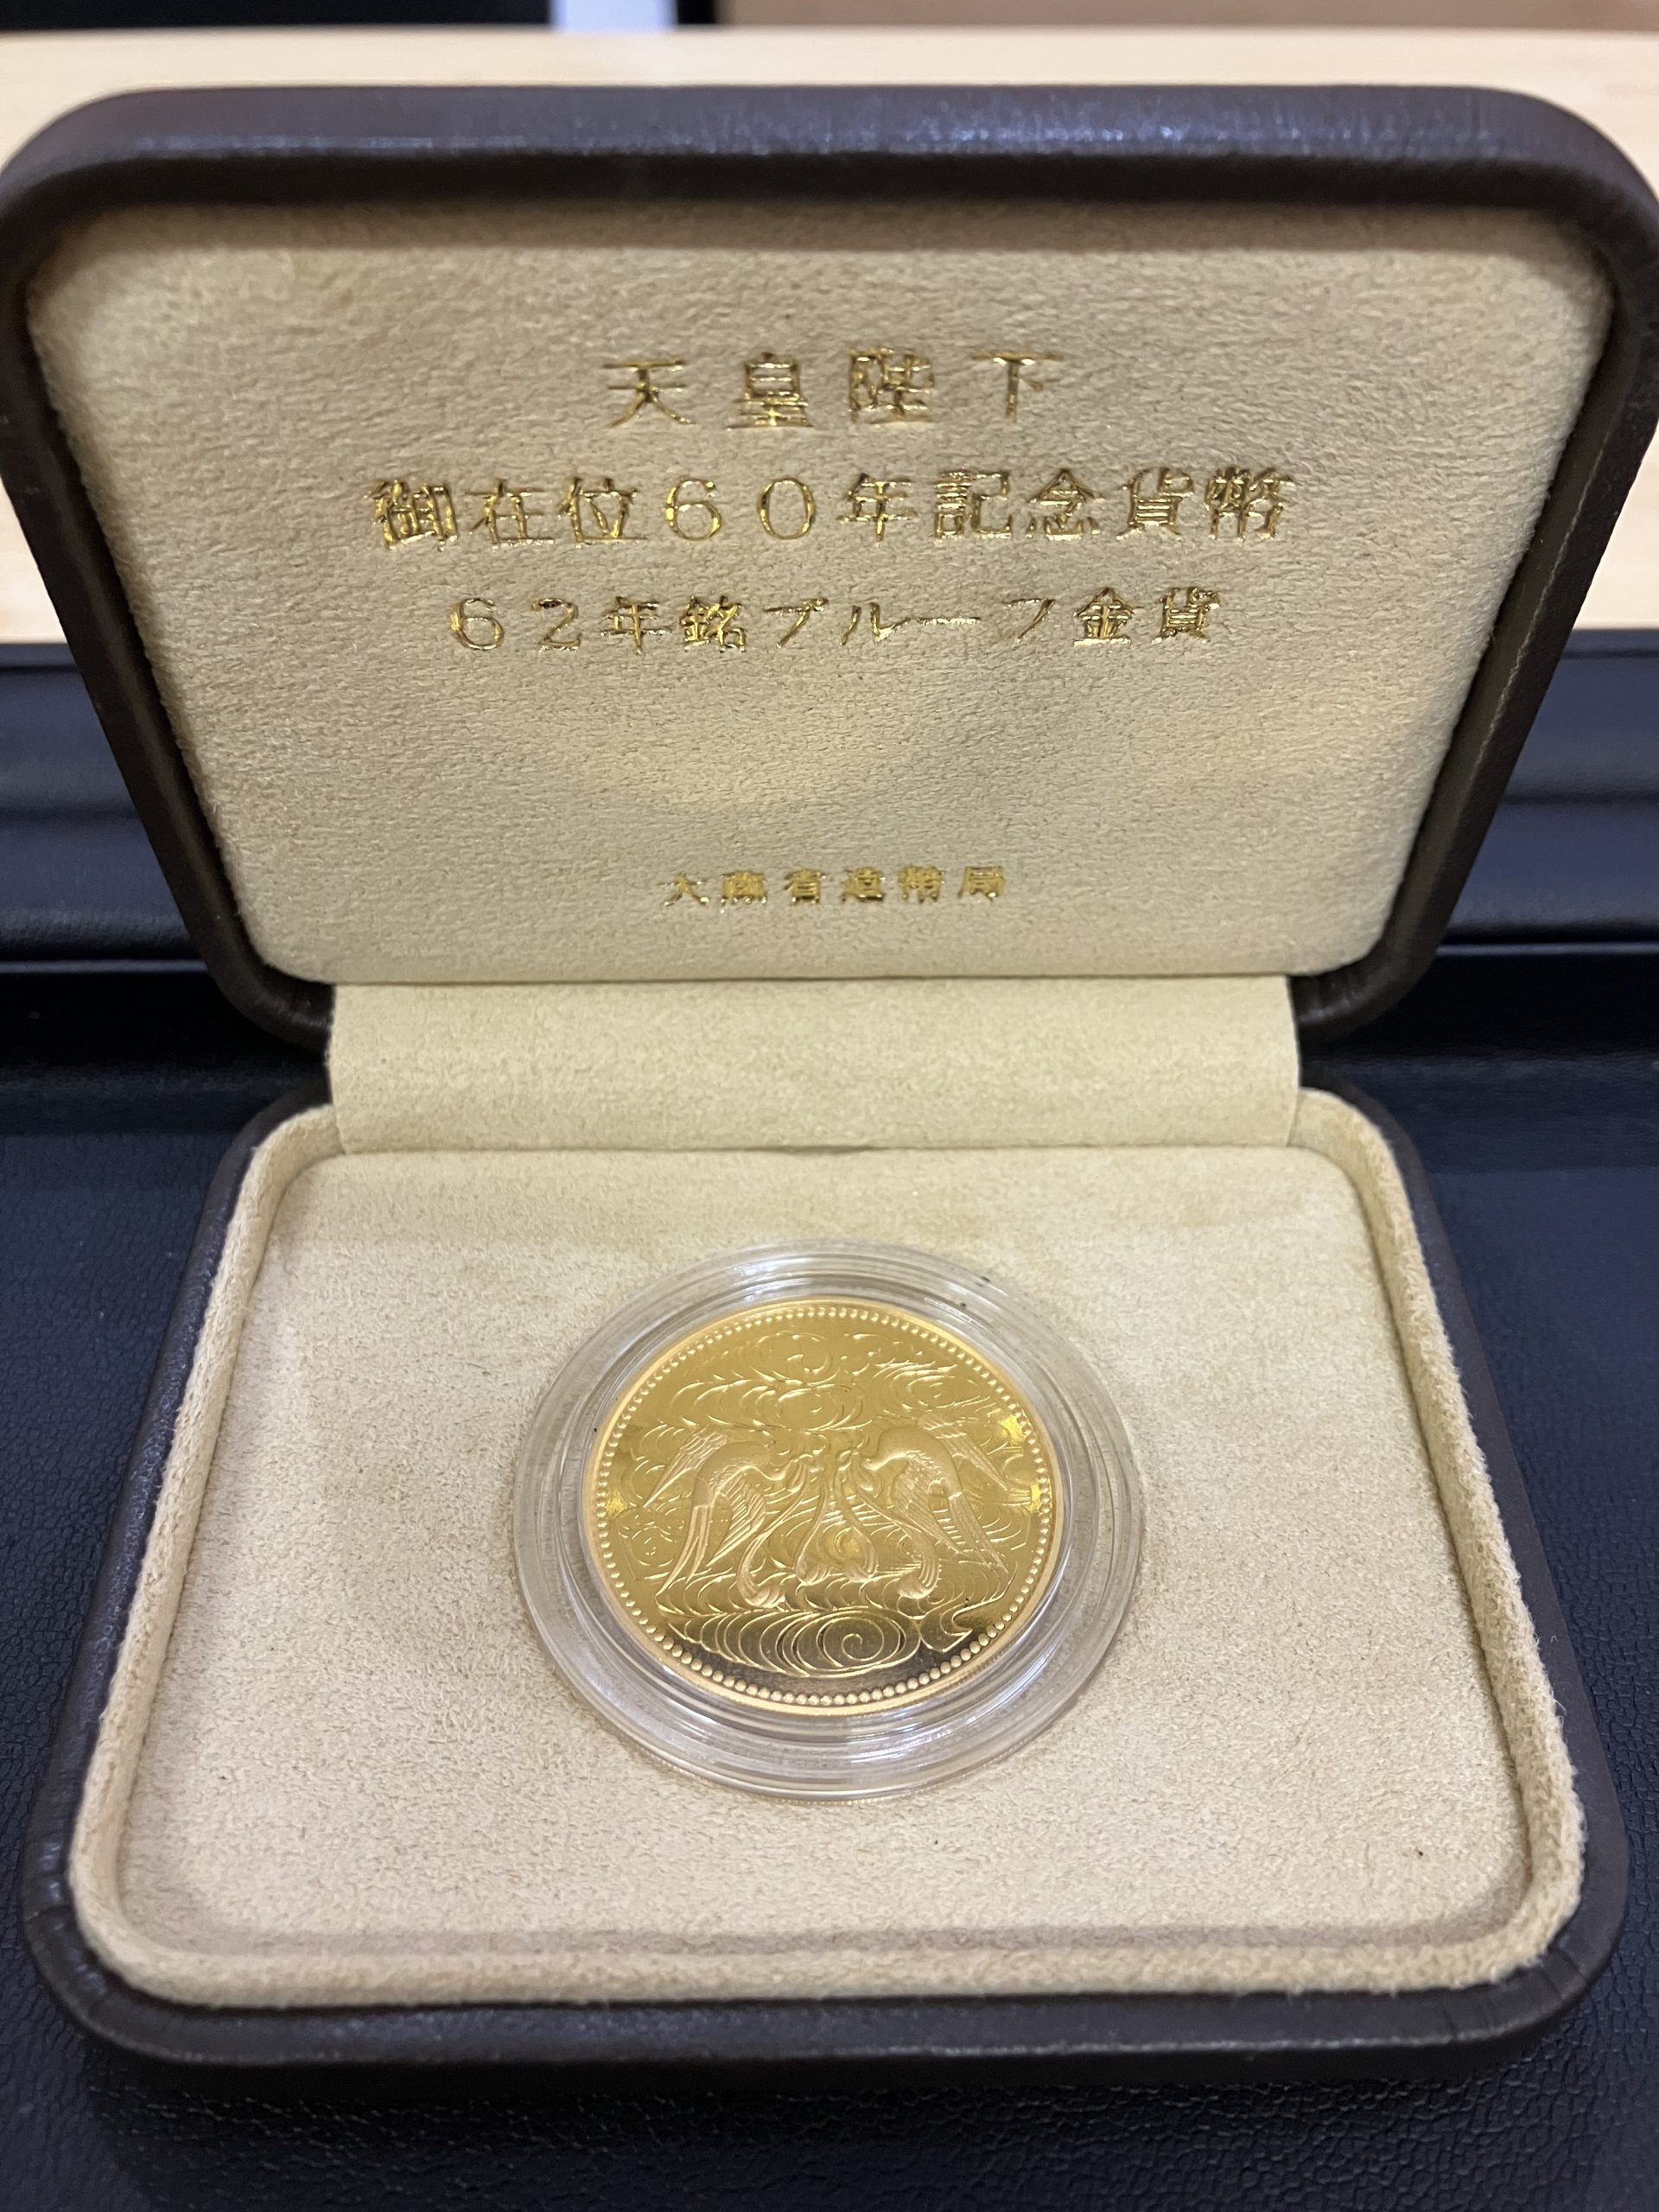 天皇陛下
御在位60年記念貨幣
62年銘プルーフ金貨
大蔵省造幣局